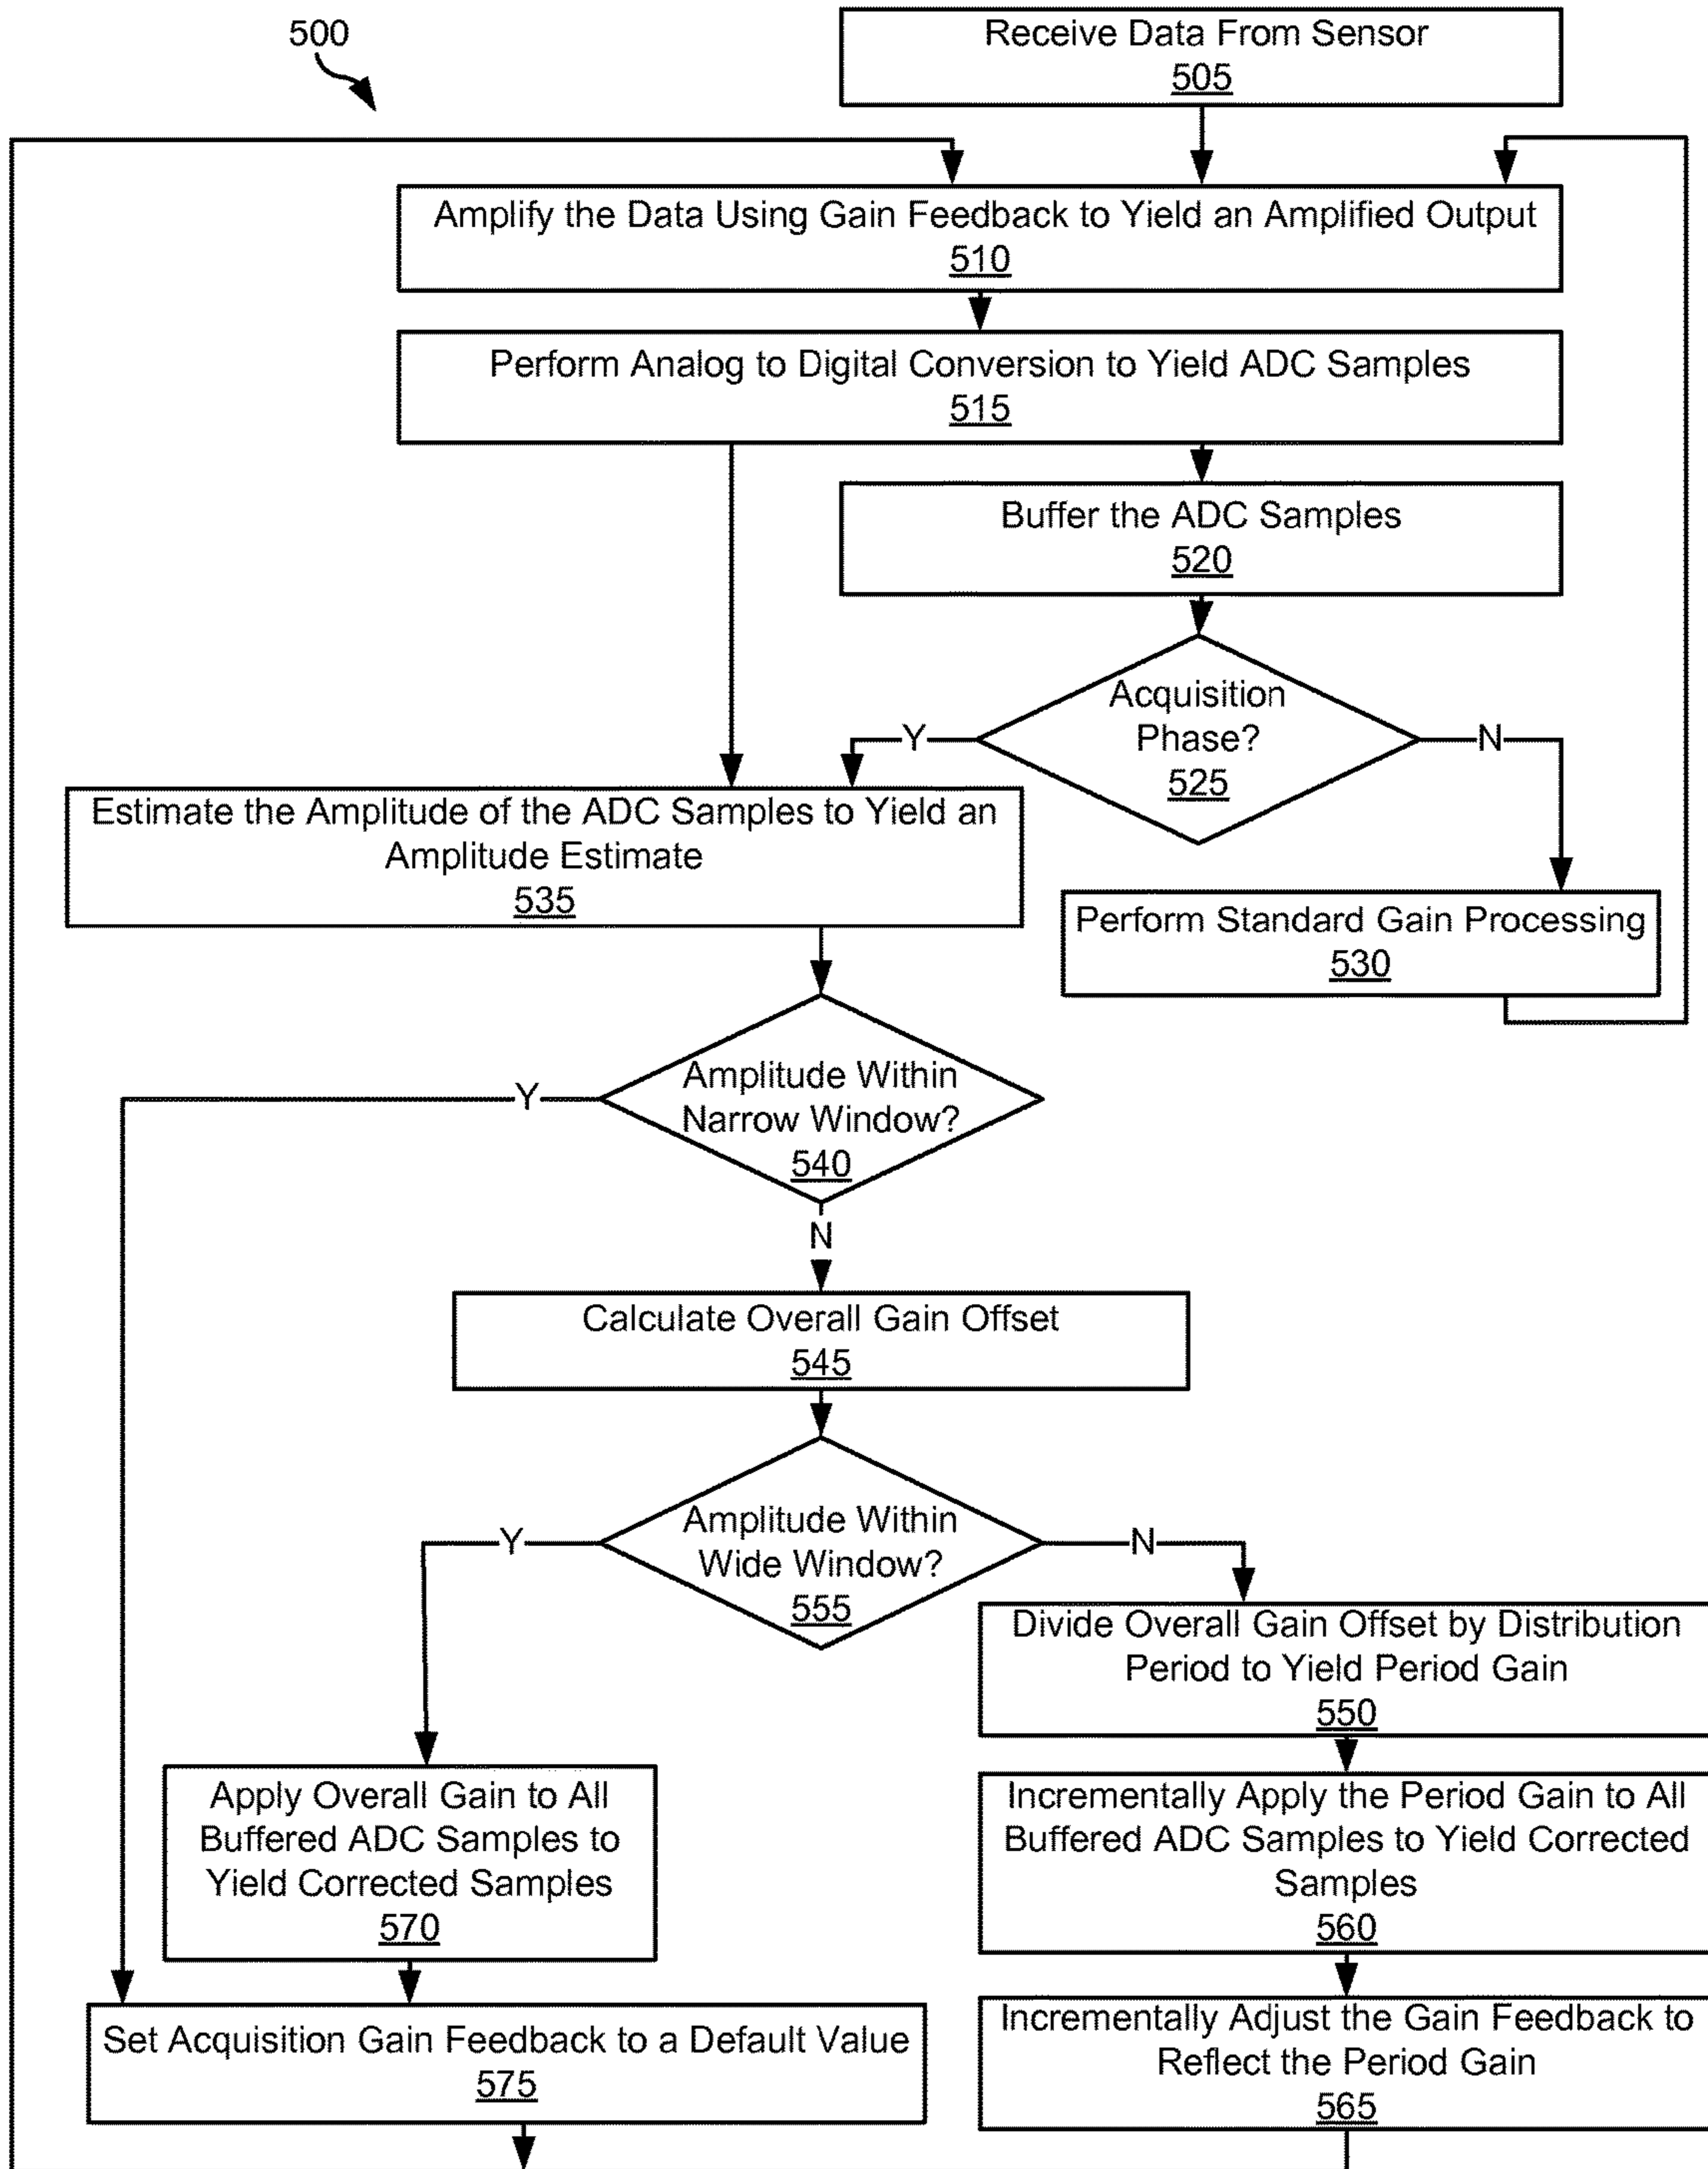 500
Receive Data From Sensor
505
Amplify the Data Using Gain Feedback to Yield an Amplified Output
510
Perform Analog to Digital Conversion to Yield ADC Samples
515
Buffer the ADC Samples
520
Acquisition
Phase?
525
Y
N
Estimate the Amplitude of the ADC Samples to Yield an
Amplitude Estimate
535
Perform Standard Gain Processing
530
Amplitude Within
Narrow Window?
540
Y
N
Calculate Overall Gain Offset
545
Amplitude Within
Wide Window?
555
Y
N
Divide Overall Gain Offset by Distribution
Period to Yield Period Gain
550
Apply Overall Gain to All
Buffered ADC Samples to
Yield Corrected Samples
570
Incrementally Apply the Period Gain to All
Buffered ADC Samples to Yield Corrected
Samples
560
Set Acquisition Gain Feedback to a Default Value
575
Incrementally Adjust the Gain Feedback to
Reflect the Period Gain
565